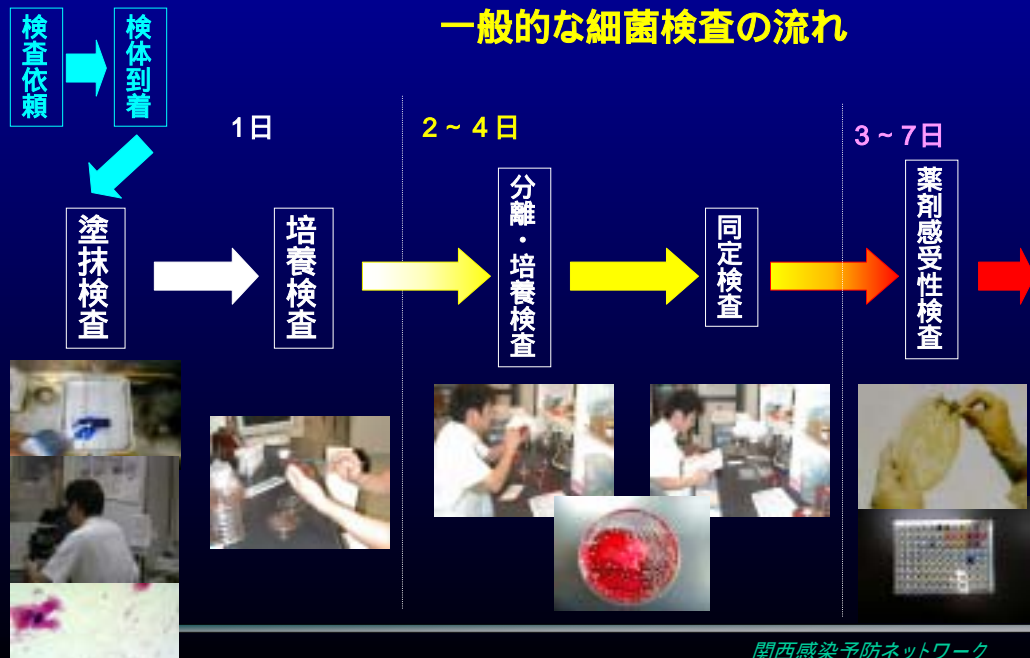 一般的な細菌検査の流れ
検査依頼
検体到着
1日
2~4日
3~7日
塗抹検査
培養検査
分離・培養検査
同定検査
薬剤感受性検査
関西感染予防ネットワーク